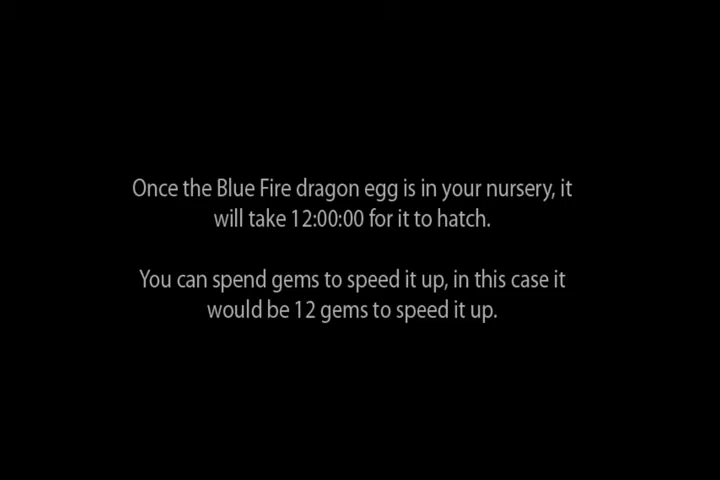 Once the Blue Fire dragon egg is in your nursery, it
will take 12:00:00 for it to hatch.
You can spend gems to speed it up, in this case it
would be 12 gems to speed it up.